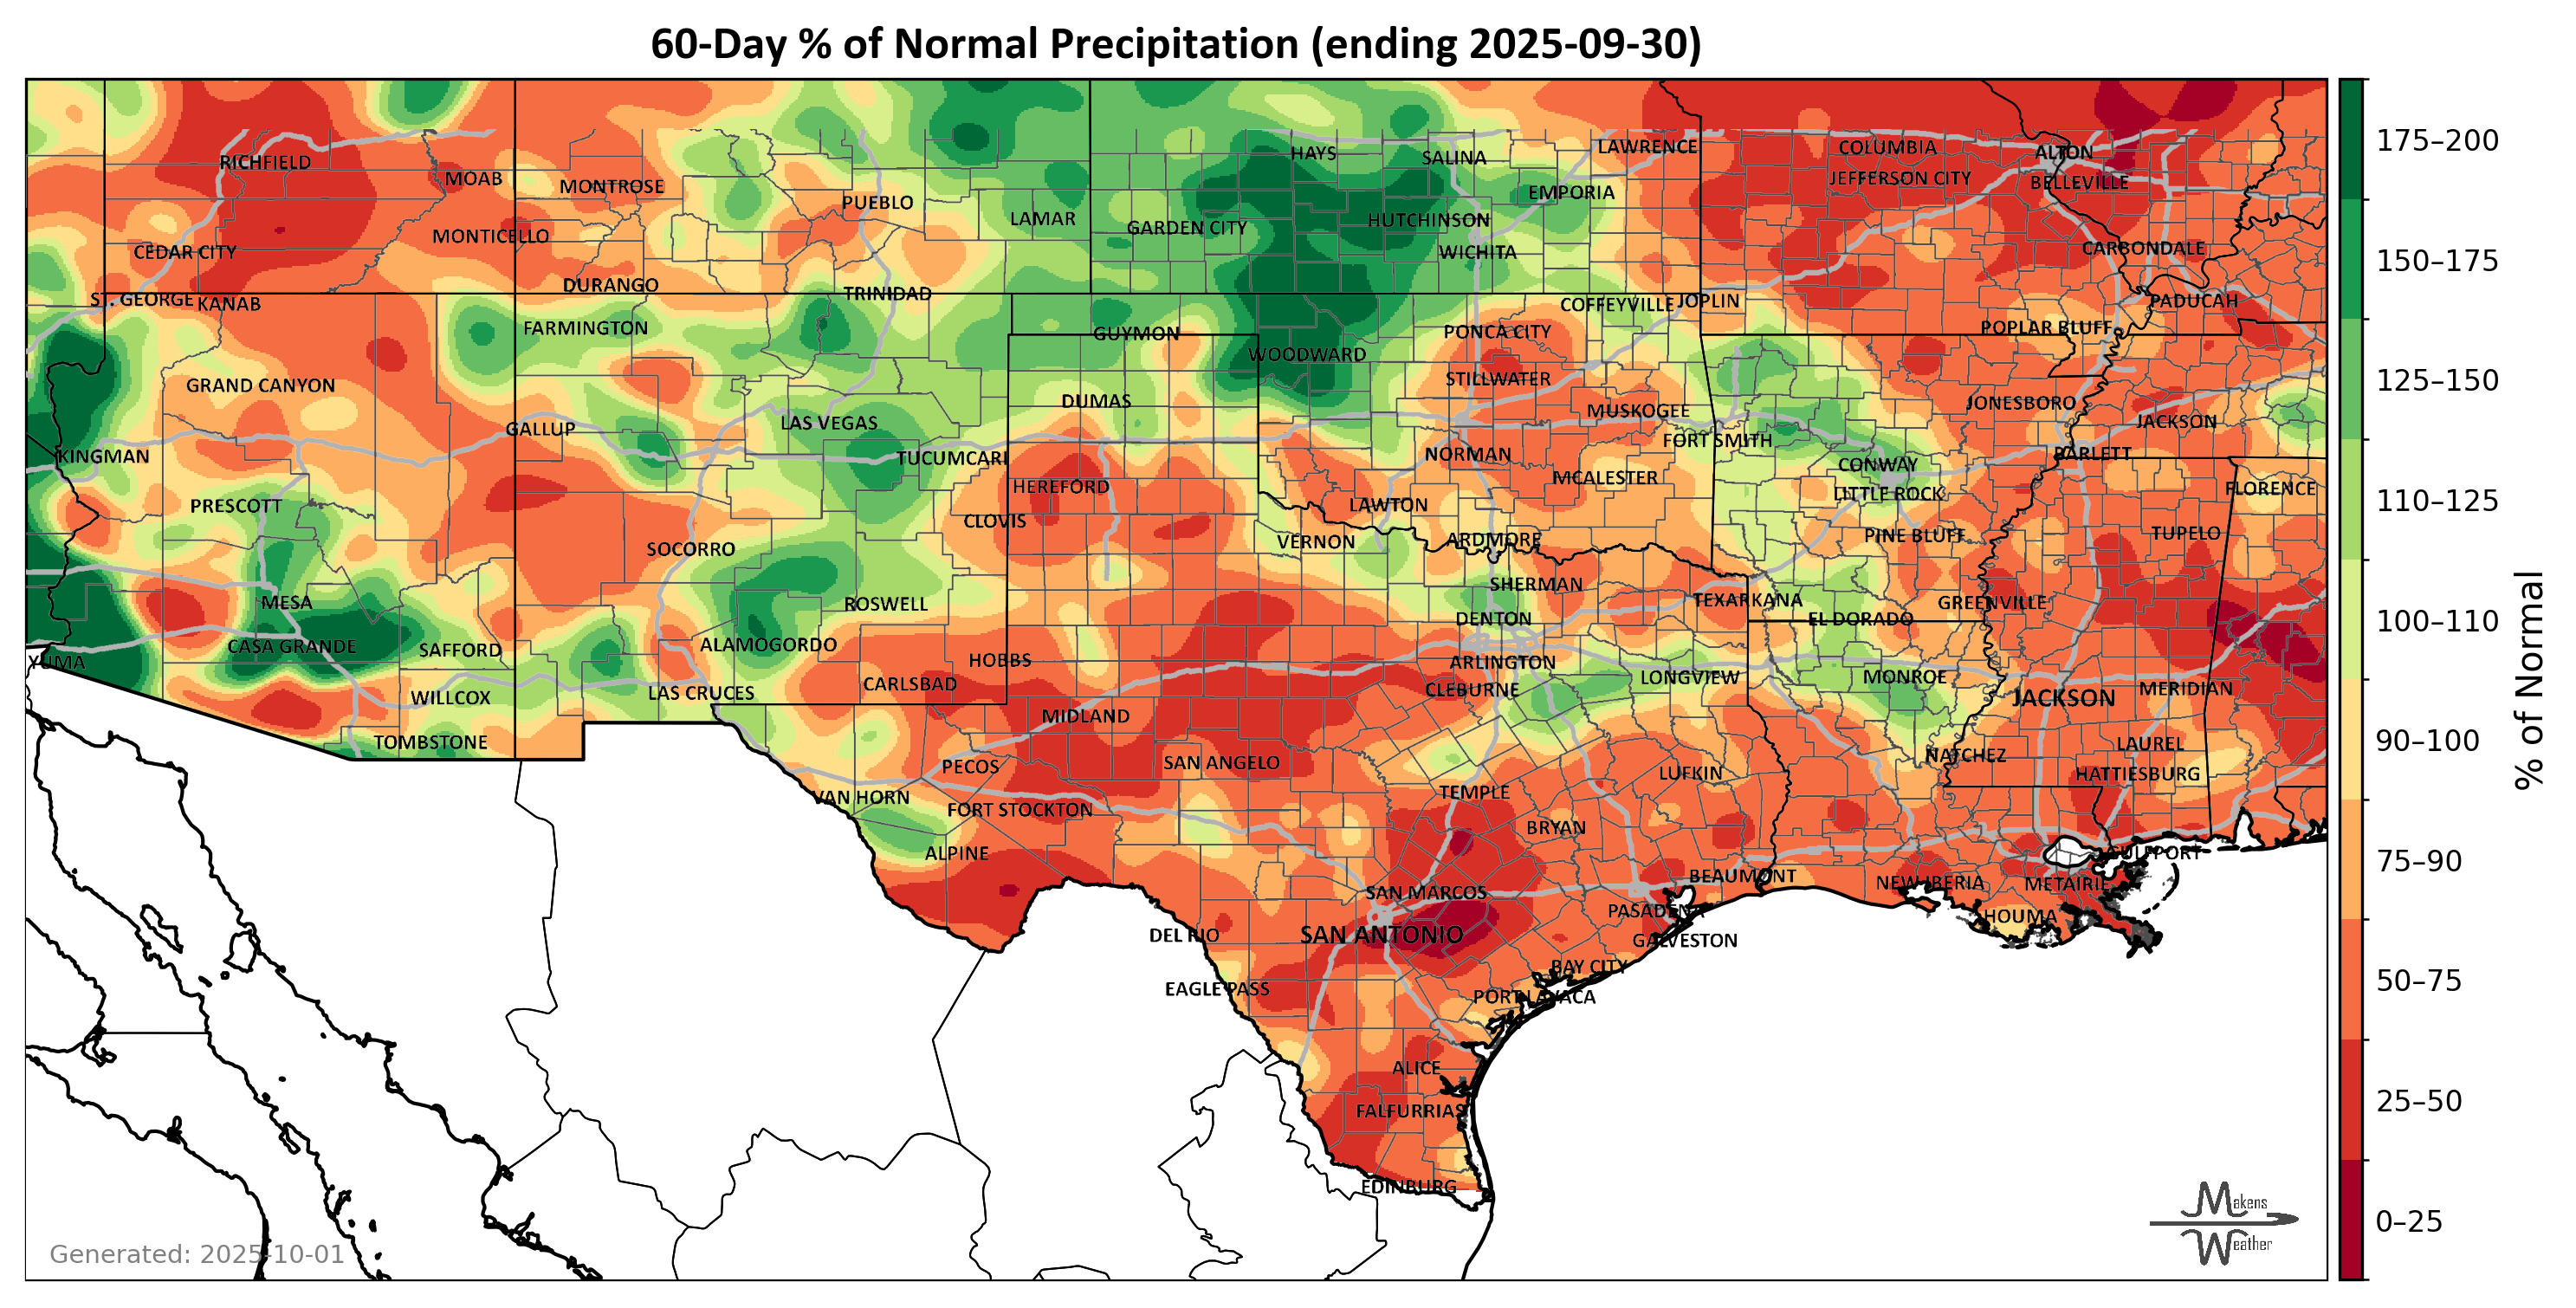 60-Day % of Normal Precipitation (ending 2025-09-30)
RICHFIELD
MOAB
MONTROSE
PUEBLO
LAMAR
HAYS
SALINA
LAWRENCE
COLUMBIA
ALTON
JEFFERSON CITY
BELLEVILLE
EMPORIA
GARDEN CITY
HUTCHINSON
WICHITA
CEDAR CITY
MONTICELLO
CARBONDALE
DURANGO
TRINIDAD
ST. GEORGE
KANAB
COFFEYVILLE
JOPLIN
PADUCAH
FARMINGTON
GUYMON
PONCA CITY
POPLAR BLUFF
WOODWARD
GRAND CANYON
STILLWATER
DUMAS
MUSKOGEE
JONESBORO
JACKSON
GALLUP
LAS VEGAS
FORT SMITH
KINGMAN
TUCUMCARI
NORMAN
BARLETT
CONWAY
HEREFORD
MCALESTER
LITTLE ROCK
FLORENCE
PRESCOTT
LAWTON
CLOVIS
PINE BLUFF
TUPELO
SOCORRO
VERNON
ARDMORE
SHERMAN
MESA
ROSWELL
TEXARKANA
GREENVILLE
DENTON
EL DORADO
CASA GRANDE
SAFFORD
ALAMOGORDO
YUMA
HOBBS
ARLINGTON
LONGVIEW
MONROE
WILLCOX
LAS CRUCES
CARLSBAD
CLEBURNE
JACKSON
MERIDIAN
MIDLAND
TOMBSTONE
PECOS
SAN ANGELO
NATCHEZ
LAUREL
LUFKIN
HATTIESBURG
VAN HORN
FORT STOCKTON
TEMPLE
BRYAN
ALPINE
GULFPORT
SAN MARCOS
BEAUMONT
NEW IBERIA
METAIRIE
PASADENA
HOUMA
DEL RIO
SAN ANTONIO
GALVESTON
BAY CITY
EAGLE PASS
PORT LAVACA
ALICE
FALFURRIAS
EDINBURG
175–200
150–175
125–150
110–125
100–110
90–100
75–90
50–75
25–50
0–25
% of Normal
Generated: 2025-10-01
Makens
Weather